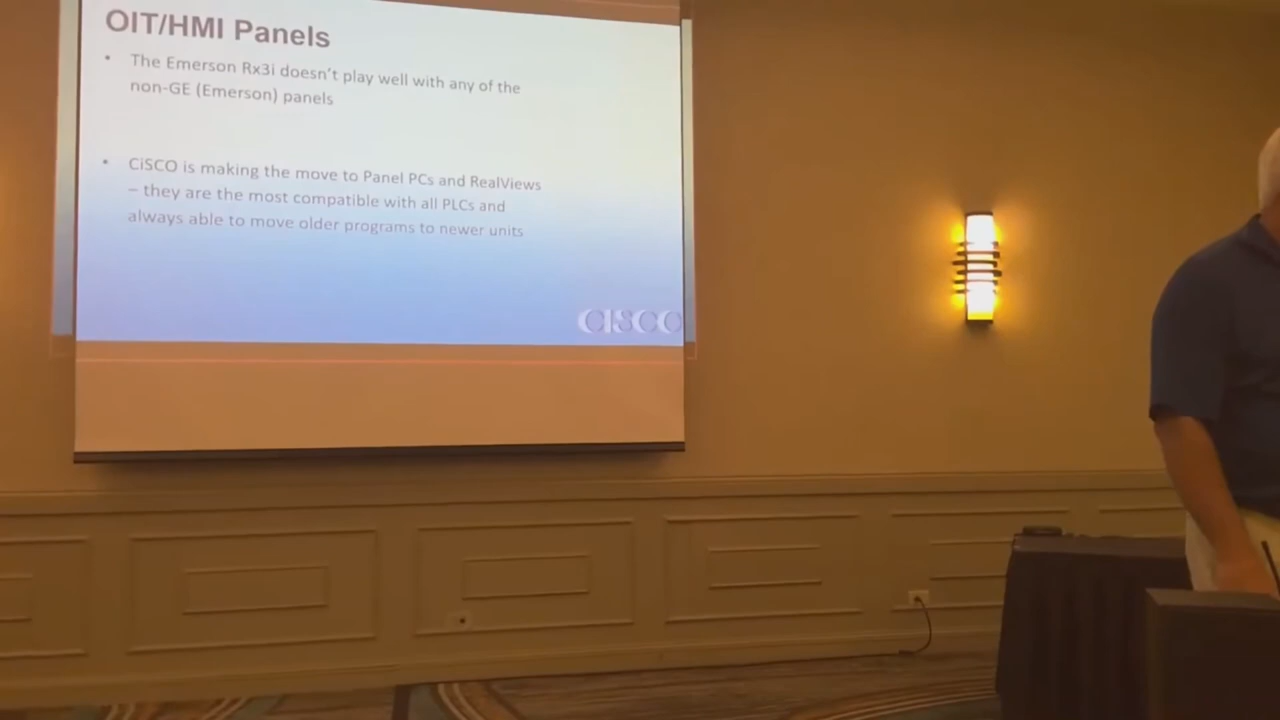 OIT/HMI Panels
• The Emerson Rx3i doesn't play well with any of the
non-GE (Emerson) panels
• CiSCO is making the move to Panel PCs and RealViews
– they are the most compatible with all PLCs and
always able to move older programs to newer units
CISCO